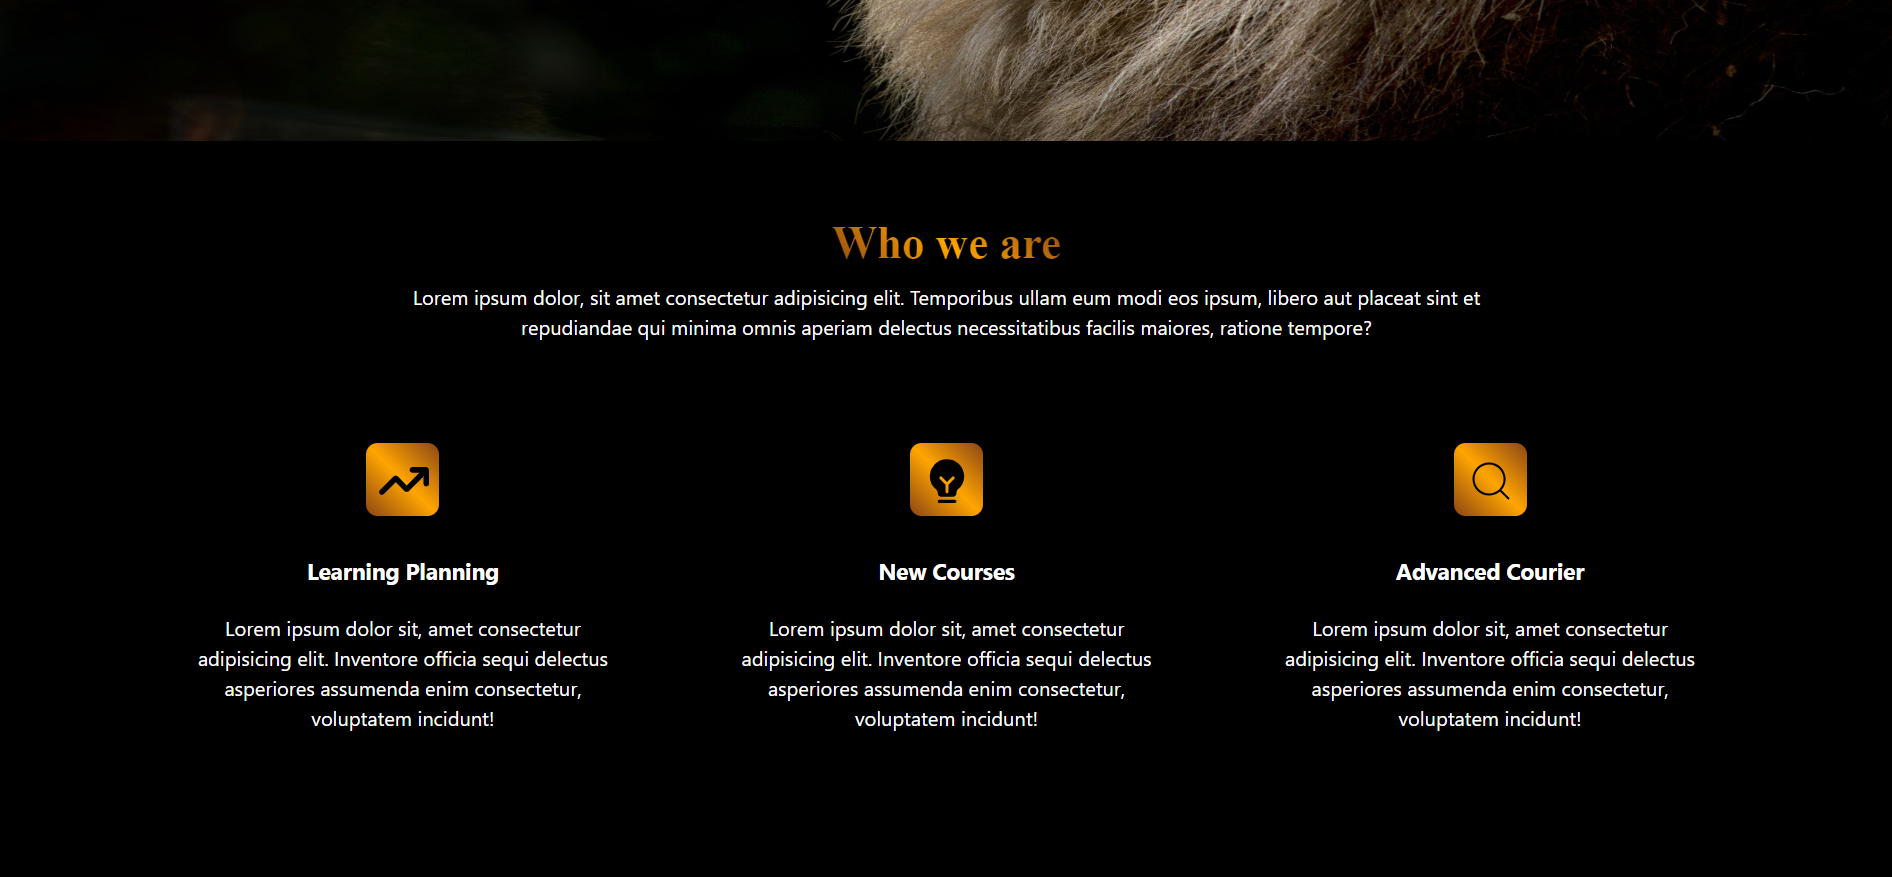 Who we are
Lorem ipsum dolor, sit amet consectetur adipisicing elit. Temporibus ullam eum modi eos ipsum, libero aut placeat sint et
repudiandae qui minima omnis aperiam delectus necessitatibus facilis maiores, ratione tempore?
Learning Planning
Lorem ipsum dolor sit, amet consectetur
adipisicing elit. Inventore officia sequi delectus
asperiores assumenda enim consectetur,
voluptatem incidunt!
New Courses
Lorem ipsum dolor sit, amet consectetur
adipisicing elit. Inventore officia sequi delectus
asperiores assumenda enim consectetur,
voluptatem incidunt!
Advanced Courier
Lorem ipsum dolor sit, amet consectetur
adipisicing elit. Inventore officia sequi delectus
asperiores assumenda enim consectetur,
voluptatem incidunt!